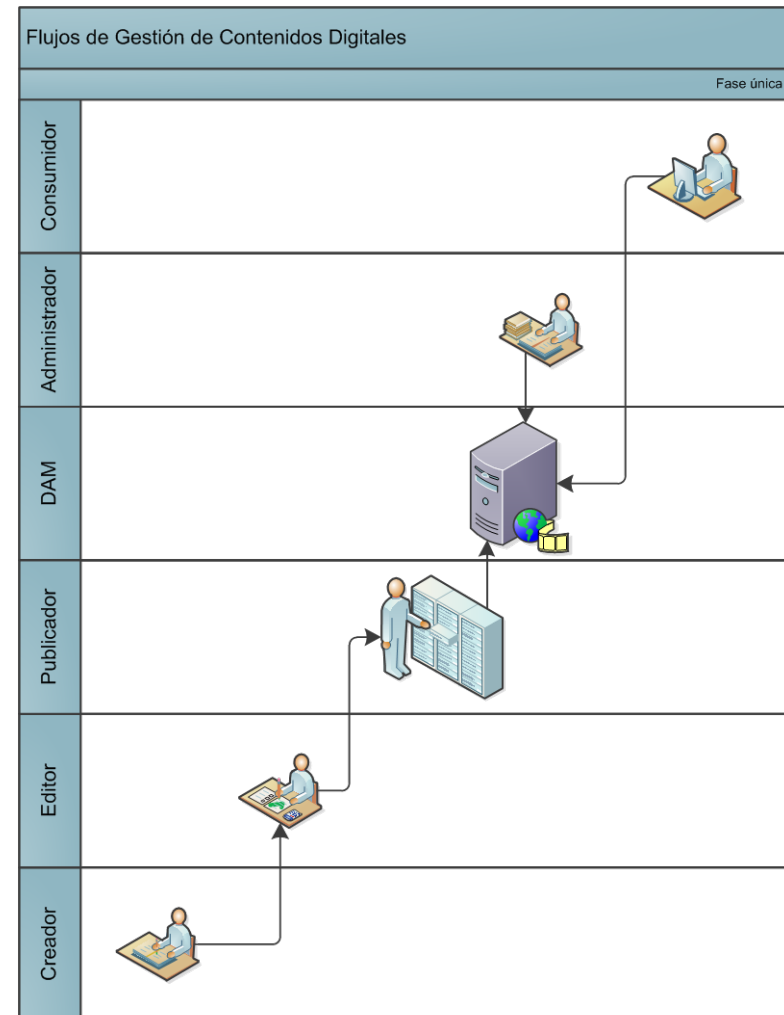 Flujos de Gestión de Contenidos Digitales
Fase única
Consumidor
Administrador
DAM
Publicador
Editor
Creador